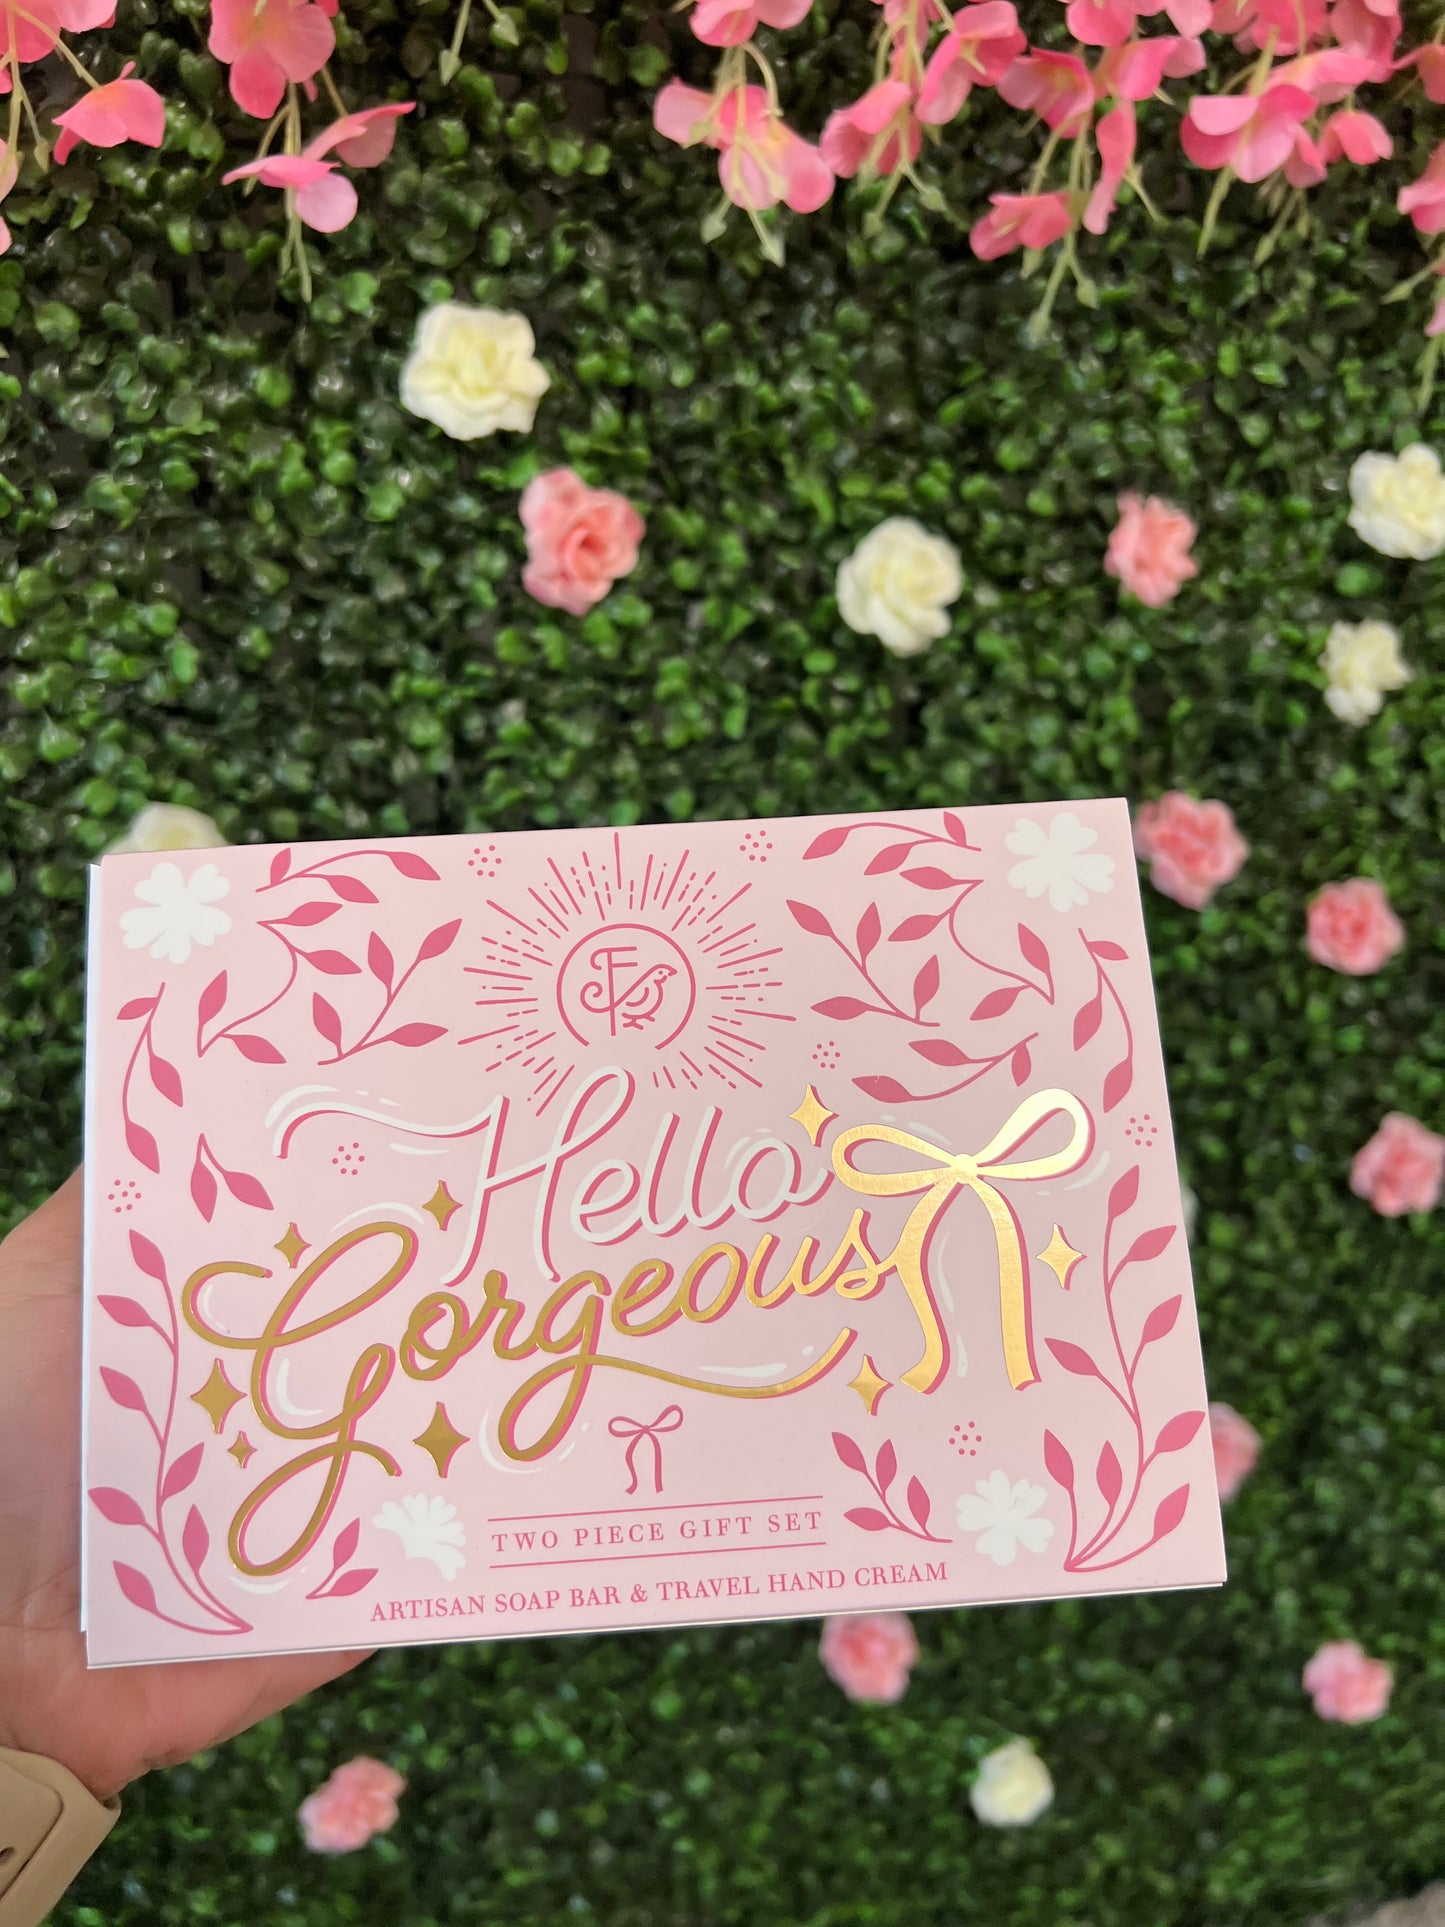 F
Hello
Gorgeous
TWO PIECE GIFT SET
ARTISAN SOAP BAR & TRAVEL HAND CREAM